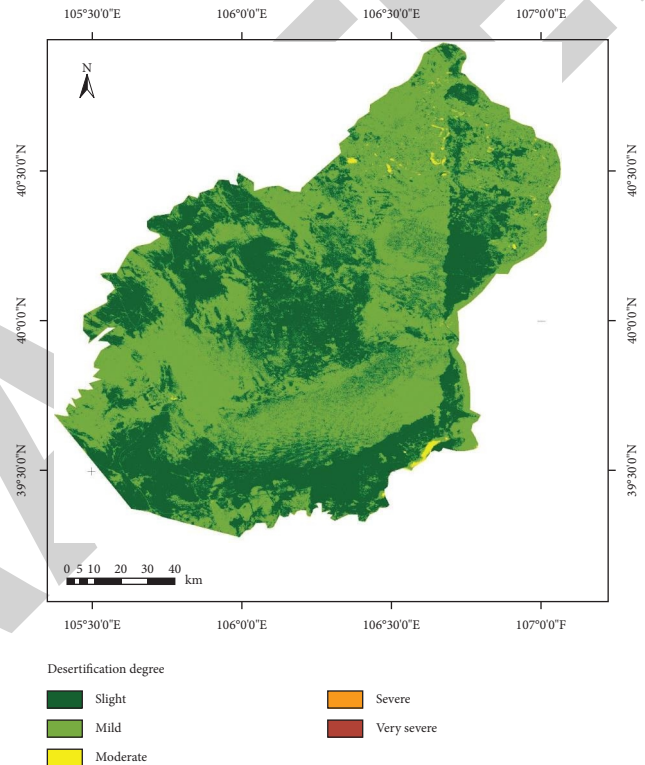 105°30'0"E 106°0'0"E 106°30'0"E 107°0'0"E
N
40°30'0"N 40°30'0"N
40°0'0"N 40°0'0"N
39°30'0"N 39°30'0"N
0 5 10 20 30 40
km
105°30'0"E 106°0'0"E 106°30'0"E 107°0'0"F
Desertification degree
Slight Severe
Mild Very severe
Moderate